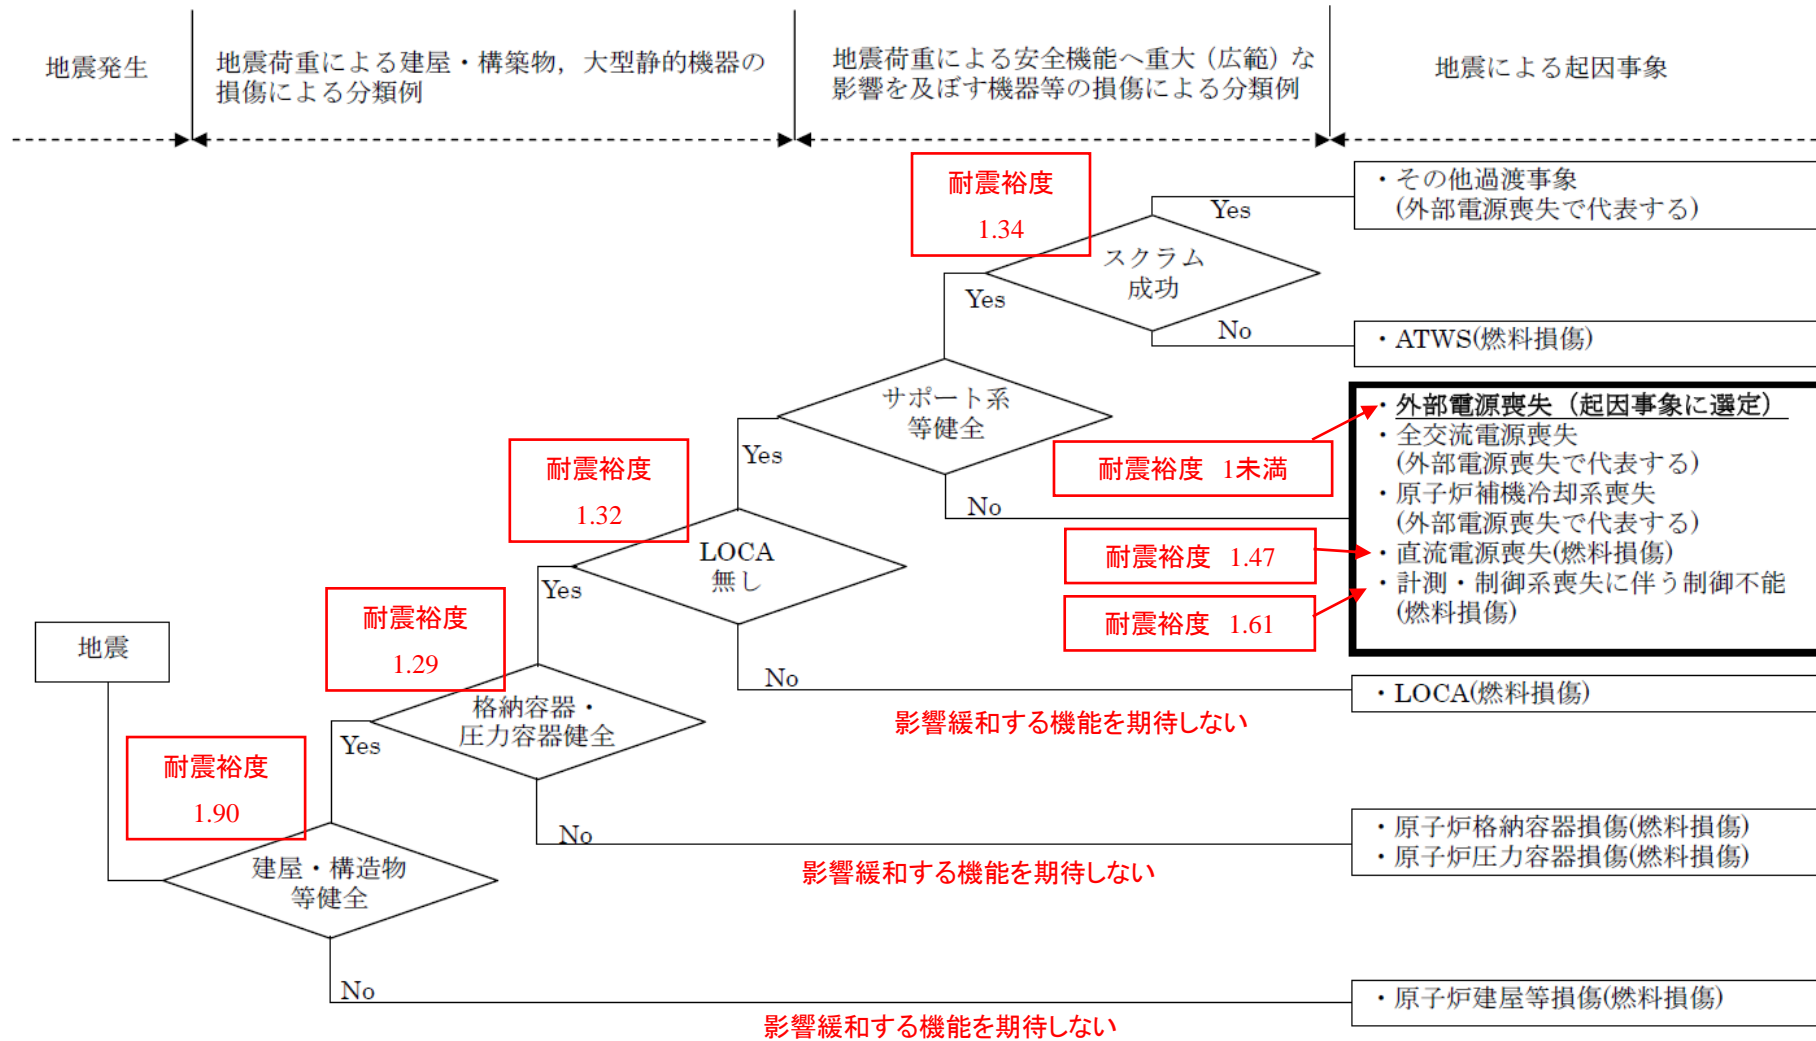 地震発生
地震荷重による建屋・構築物，大型静的機器の
損傷による分類例
地震荷重による安全機能へ重大（広範）な
影響を及ぼす機器等の損傷による分類例
地震による起因事象
耐震裕度
1.34
スクラム
成功
Yes
・その他過渡事象
(外部電源喪失で代表する)
Yes
No
・ATWS(燃料損傷)
サポート系
等健全
Yes
No
耐震裕度 1未満
・外部電源喪失（起因事象に選定）
・全交流電源喪失
(外部電源喪失で代表する)
・原子炉補機冷却系喪失
(外部電源喪失で代表する)
・直流電源喪失(燃料損傷)
・計測・制御系喪失に伴う制御不能
(燃料損傷)
耐震裕度 1.47
耐震裕度 1.61
耐震裕度
1.32
LOCA
無し
Yes
No
・LOCA(燃料損傷)
影響緩和する機能を期待しない
耐震裕度
1.29
格納容器・
圧力容器健全
Yes
No
・原子炉格納容器損傷(燃料損傷)
・原子炉圧力容器損傷(燃料損傷)
影響緩和する機能を期待しない
地震
耐震裕度
1.90
建屋・構造物
等健全
No
・原子炉建屋等損傷(燃料損傷)
影響緩和する機能を期待しない